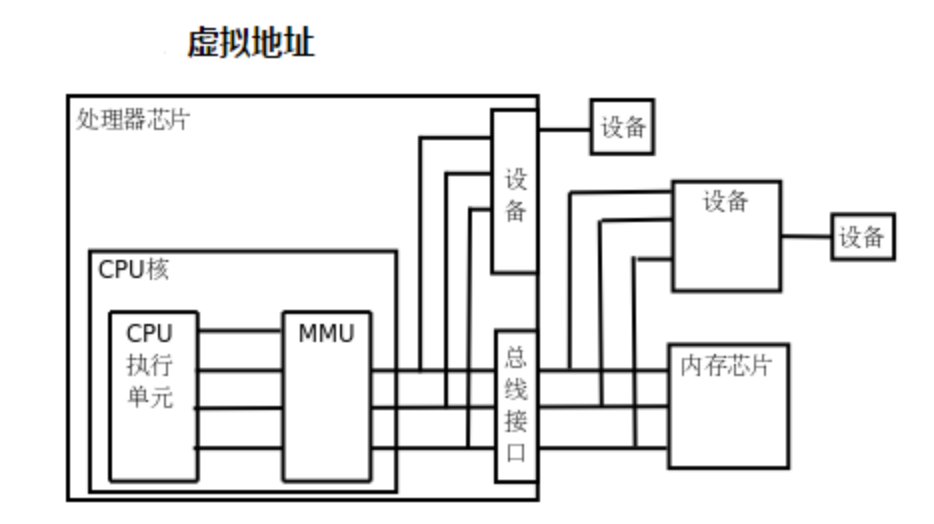 虚拟地址
处理器芯片
设备
设
备
设备
设备
CPU核
CPU
执行
单元
MMU
总
线
接
口
内存芯片